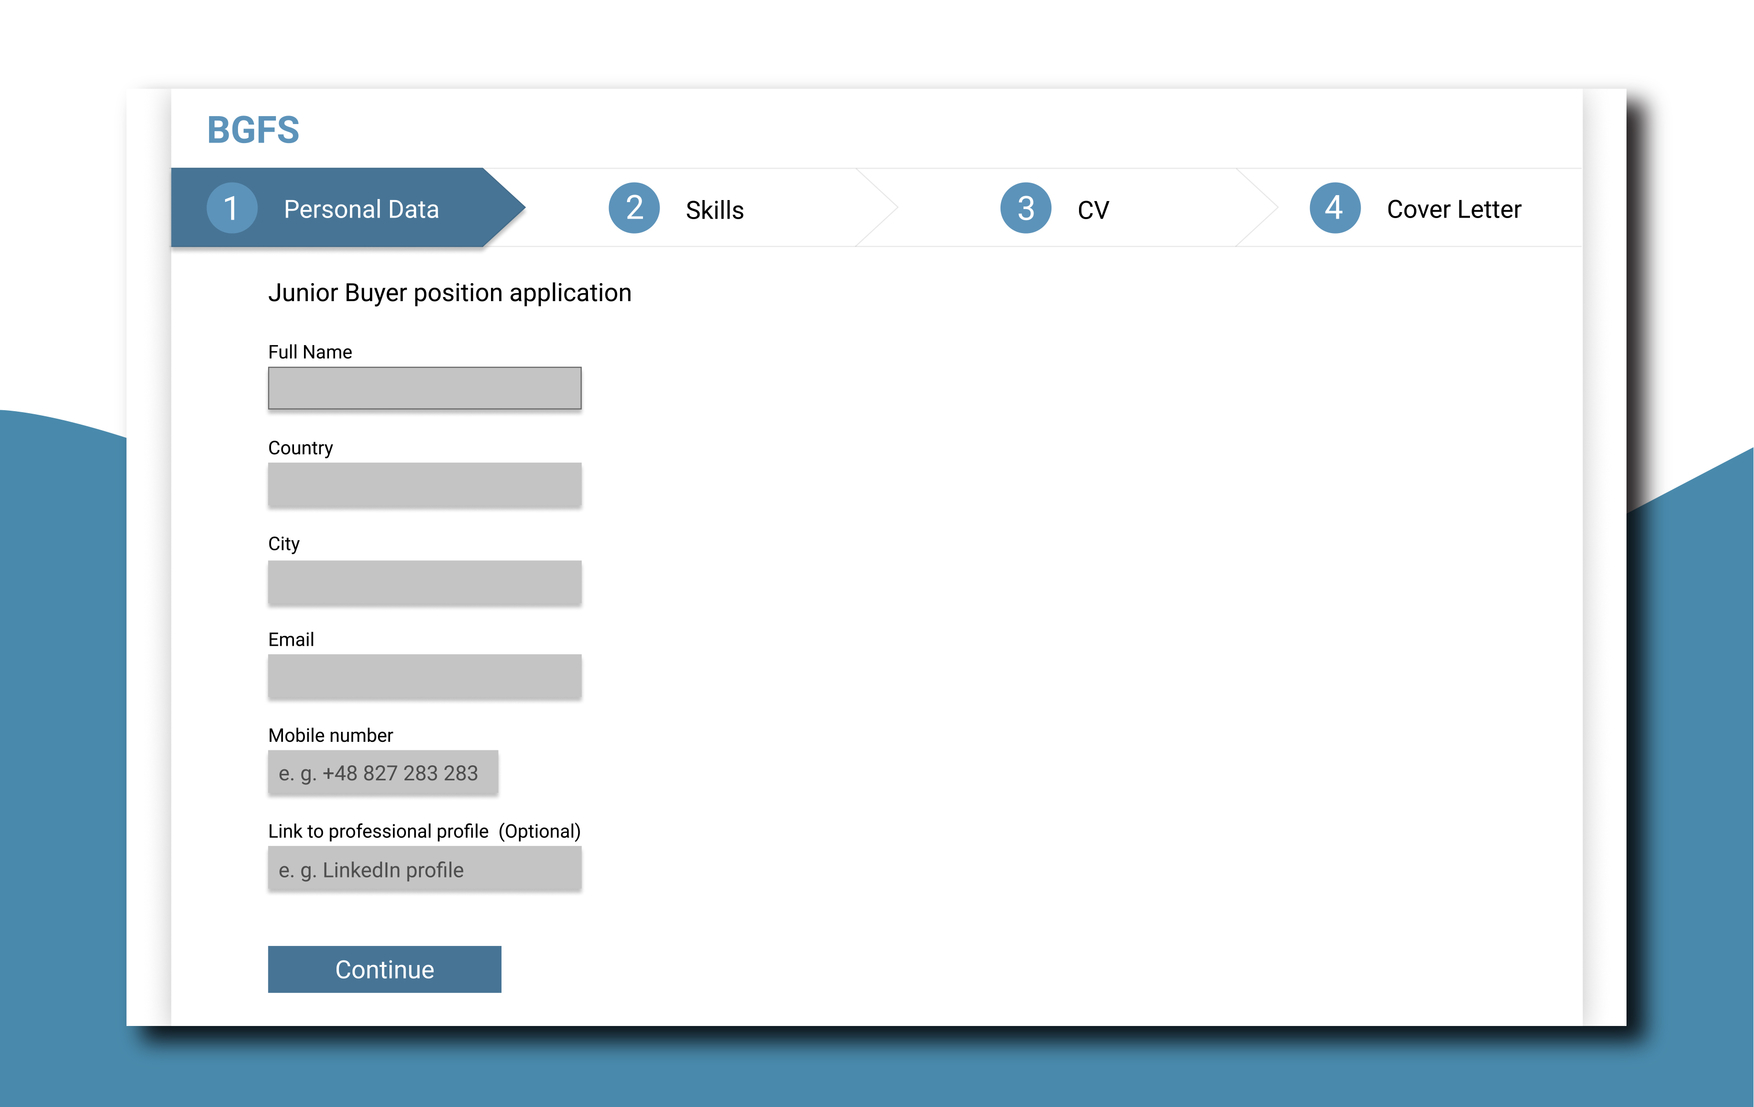 BGFS
1 Personal Data 2 Skills 3 CV 4 Cover Letter
Junior Buyer position application
Full Name
Country
City
Email
Mobile number
e. g. +48 827 283 283
Link to professional profile (Optional)
e. g. LinkedIn profile
Continue